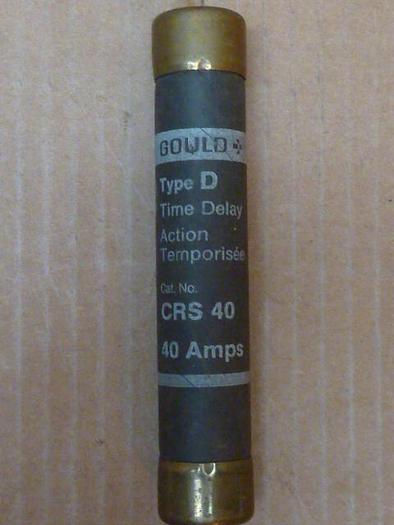 GOULD
Type D
Time Delay
Action
Temporisée
Cat. No.
CRS 40
40 Amps